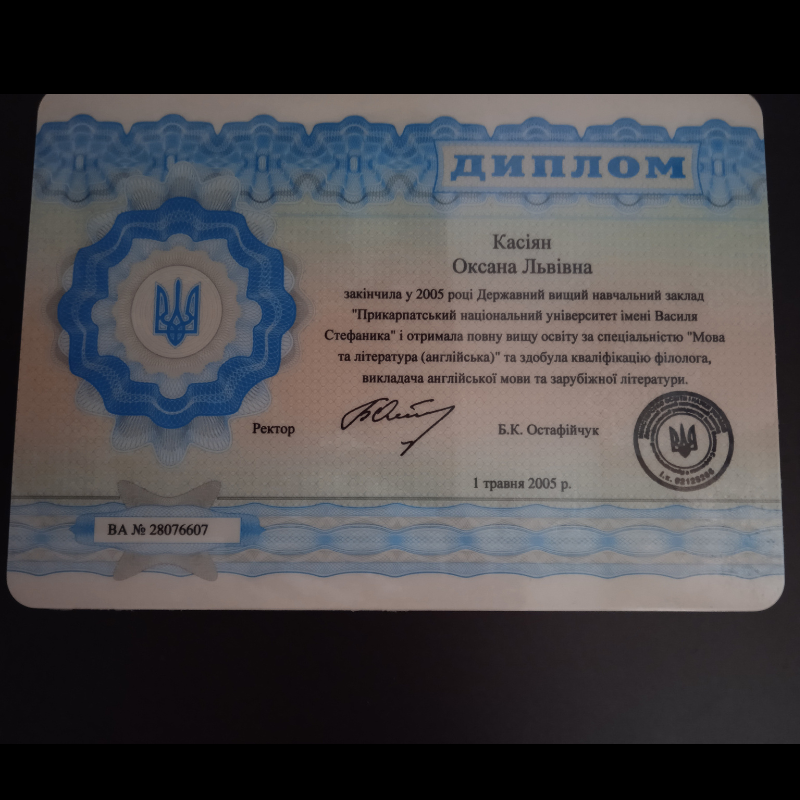 ДИПЛОМ
Касіян
Оксана Львівна
закінчила у 2005 році Державний вищий навчальний заклад
"Прикарпатський національний університет імені Василя
Стефаника" і отримала повну вищу освіту за спеціальністю "Мова
та література (англійська)" та здобула кваліфікацію філолога,
викладача англійської мови та зарубіжної літератури.
Ректор
Б.К. Остафійчук
1 травня 2005 р.
ВА № 28076607